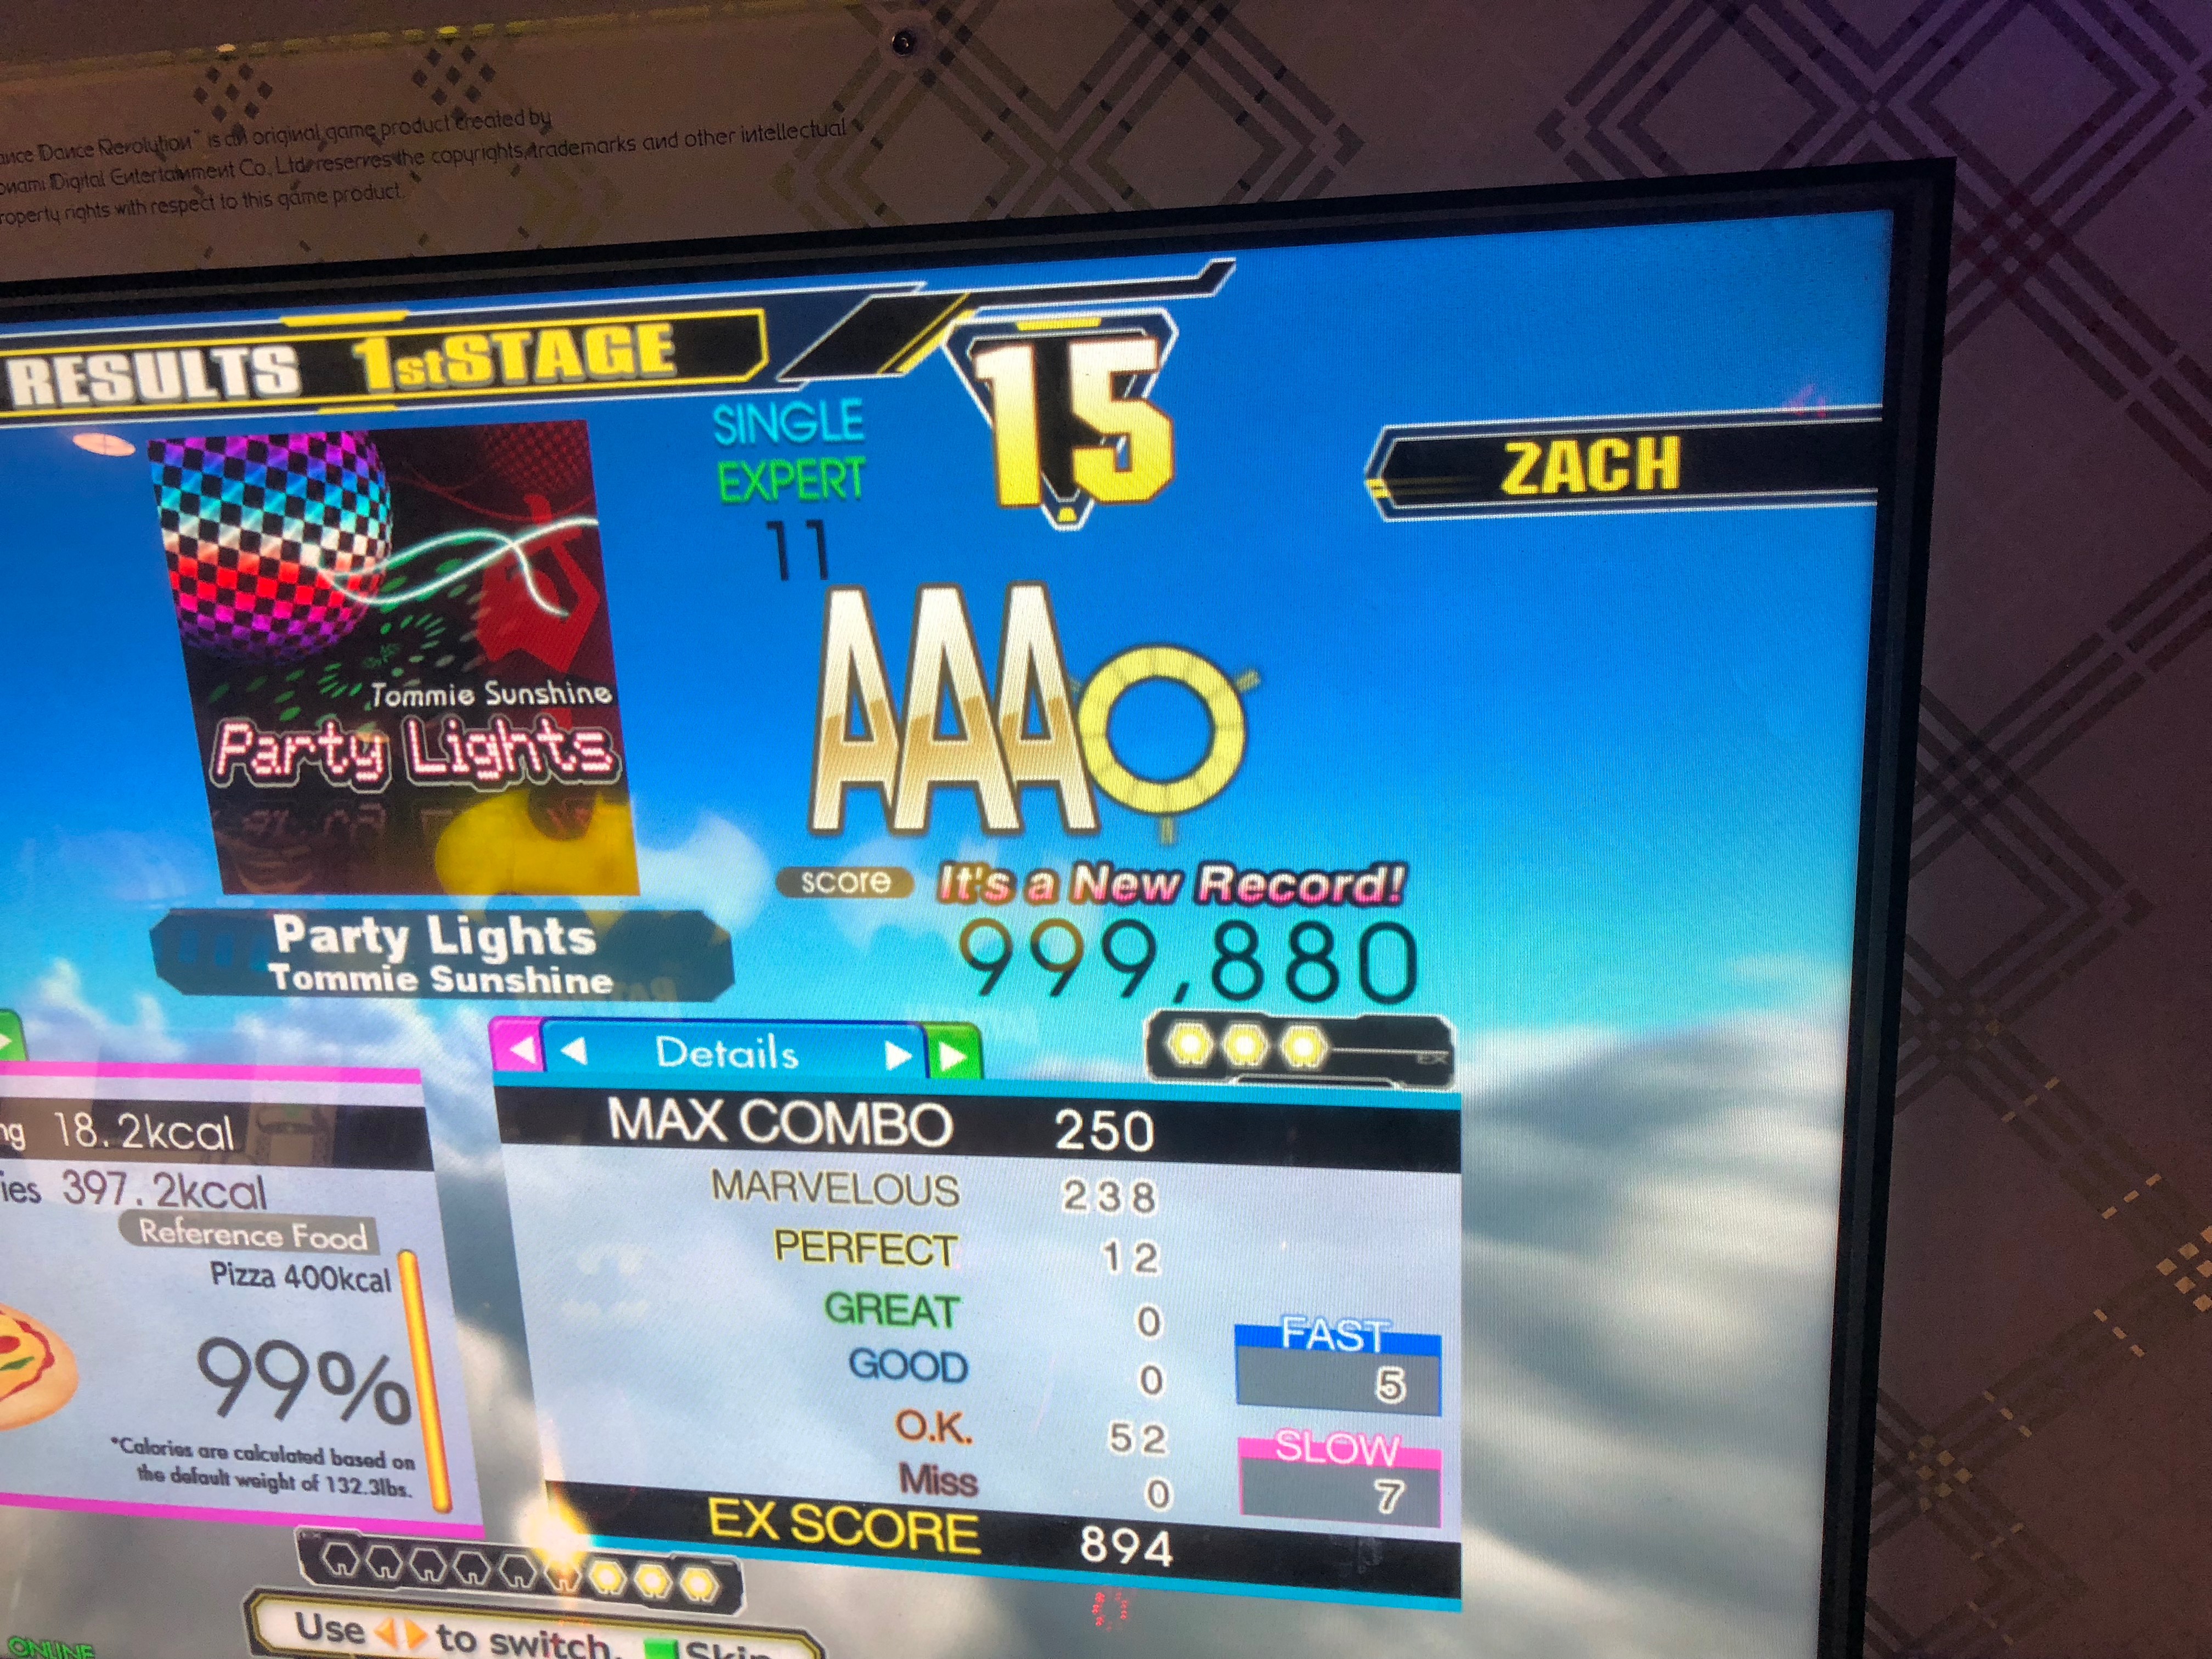 Dance Revolution" is an original game product created by
Digital Entertainment Co., Ltd. reserves the copyrights, trademarks and other intellectual
rights with respect to this game product.
RESULTS 1stSTAGE
15
SINGLE
EXPERT
11
ZACH
AAA
Tommie Sunshine
Party Lights
score It's a New Record!
999,880
Party Lights
Tommie Sunshine
Details
EX
18.2kcal
397.2kcal
Reference Food
Pizza 400kcal
99%
*Calories are calculated based on
the default weight of 132.3lbs.
MAX COMBO 250
MARVELOUS 238
PERFECT 12
GREAT 0
GOOD 0
O.K. 52
Miss 0
EX SCORE 894
FAST
5
SLOW
7
EX
Use to switch. Skip
ONLINE